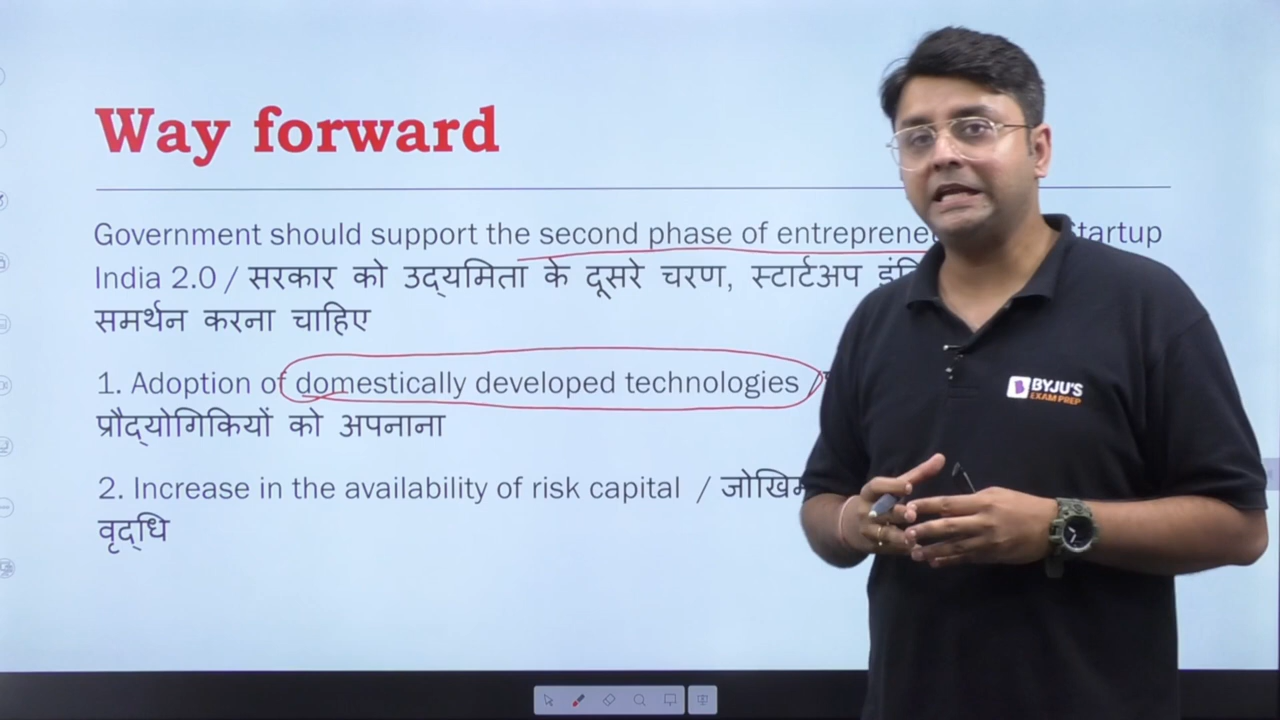 Way forward
Government should support the second phase of Startup
India 2.0 / सरकार को उद्यमिता के दूसरे चरण, स्टार्टअप
समर्थन करना चाहिए
1. Adoption of domestically developed technologies /
प्रौद्योगिकियों को अपनाना
2. Increase in the availability of risk capital /
वृद्धि
BYJU'S
EXAM PREP